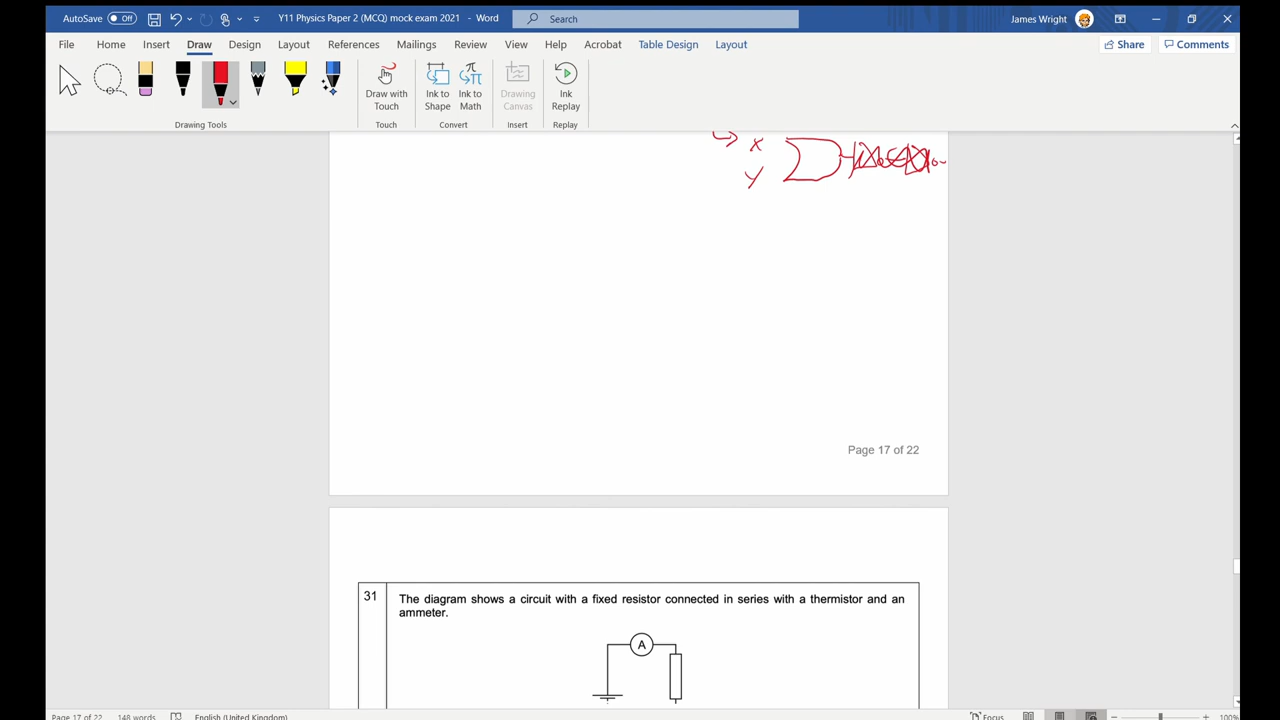 AutoSave Off Y11 Physics Paper 2 (MCQ) mock exam 2021 - Word Search James Wright
File Home Insert Draw Design Layout References Mailings Review View Help Acrobat Table Design Layout Share Comments
Draw with Touch
Ink to Shape
Ink to Math
Drawing Canvas
Ink Replay
Drawing Tools Touch Convert Insert Replay
x
y
Page 17 of 22
31 The diagram shows a circuit with a fixed resistor connected in series with a thermistor and an
ammeter.
A
Page 17 of 22 148 words English (United Kingdom) Focus 100%